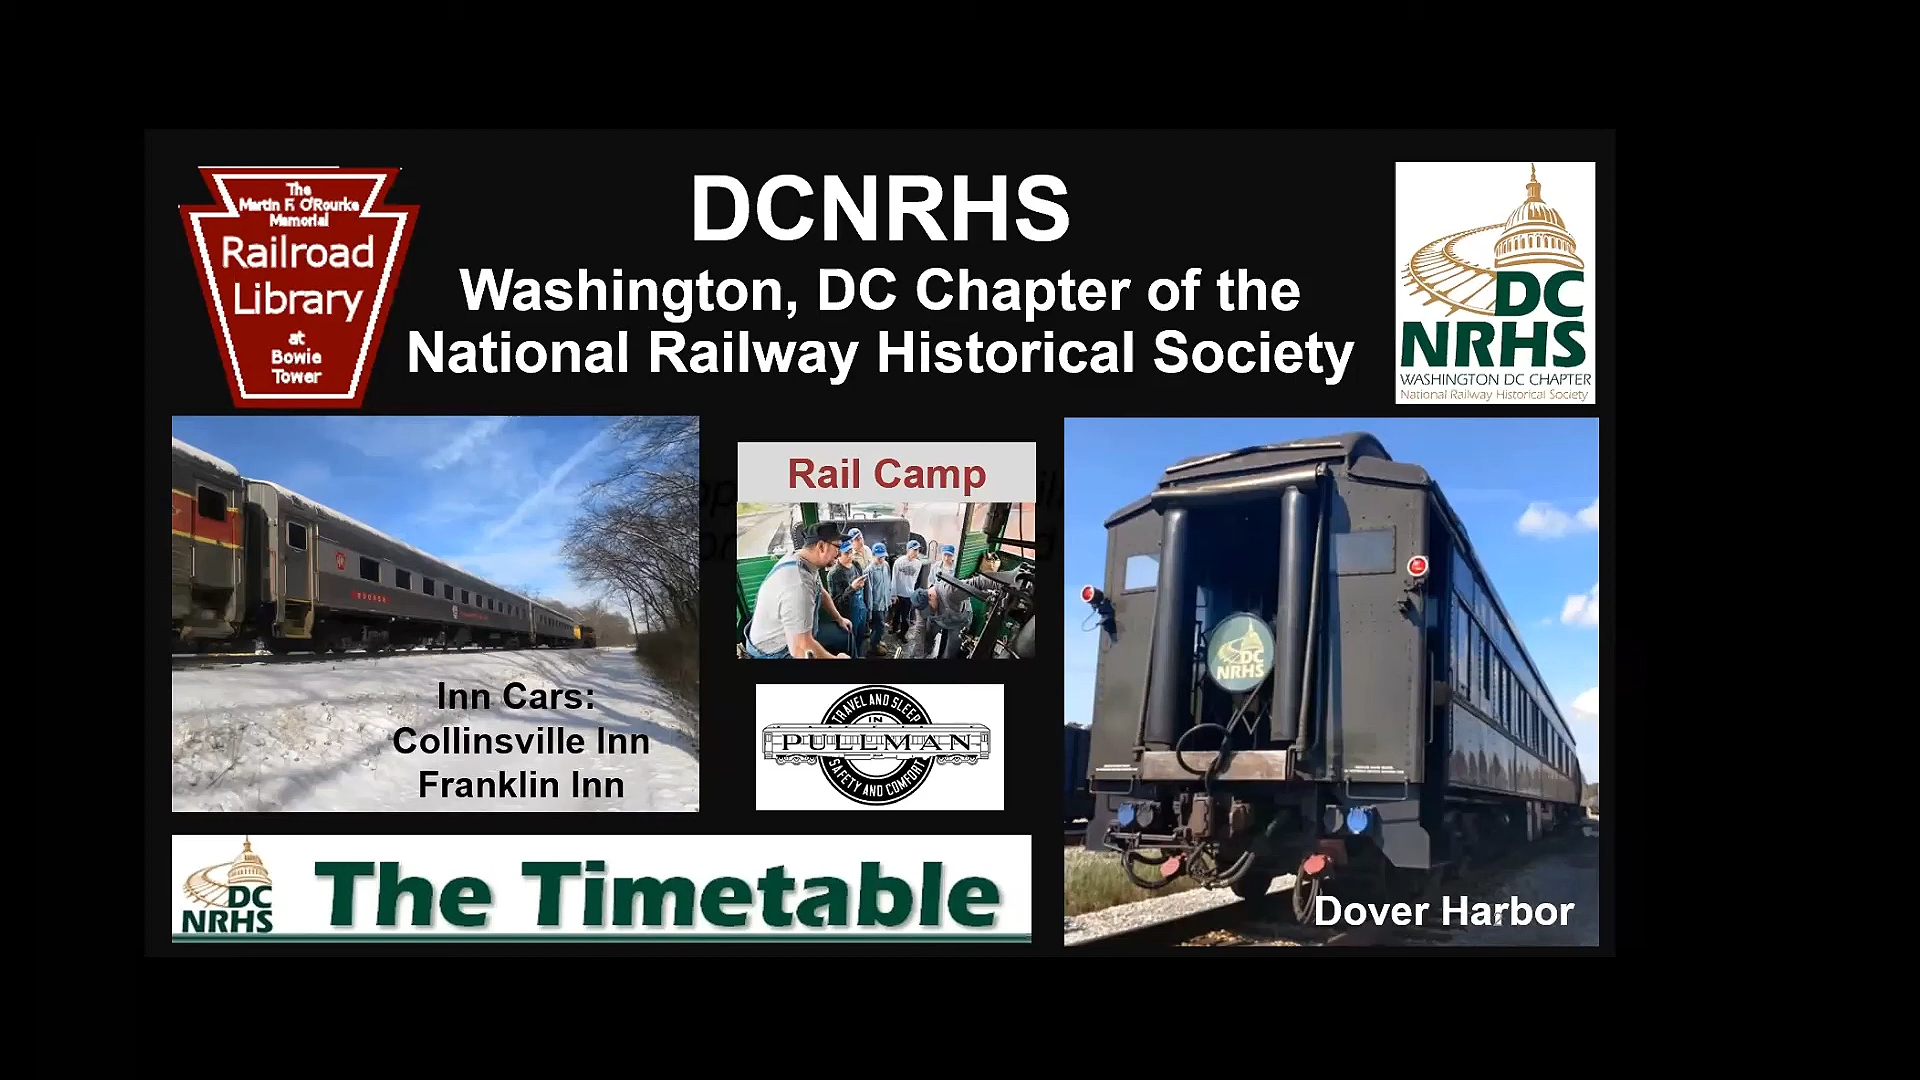 The
Martin F. O'Rourke
Memorial
Railroad
Library
at
Bowie
Tower
DCNRHS
Washington, DC Chapter of the
National Railway Historical Society
DC
NRHS
WASHINGTON DC CHAPTER
National Railway Historical Society
Inn Cars:
Collinsville Inn
Franklin Inn
Rail Camp
TRAVEL AND SLEEP
IN
PULLMAN
SAFETY AND COMFORT
DC
NRHS
Dover Harbor
DC
NRHS
The Timetable